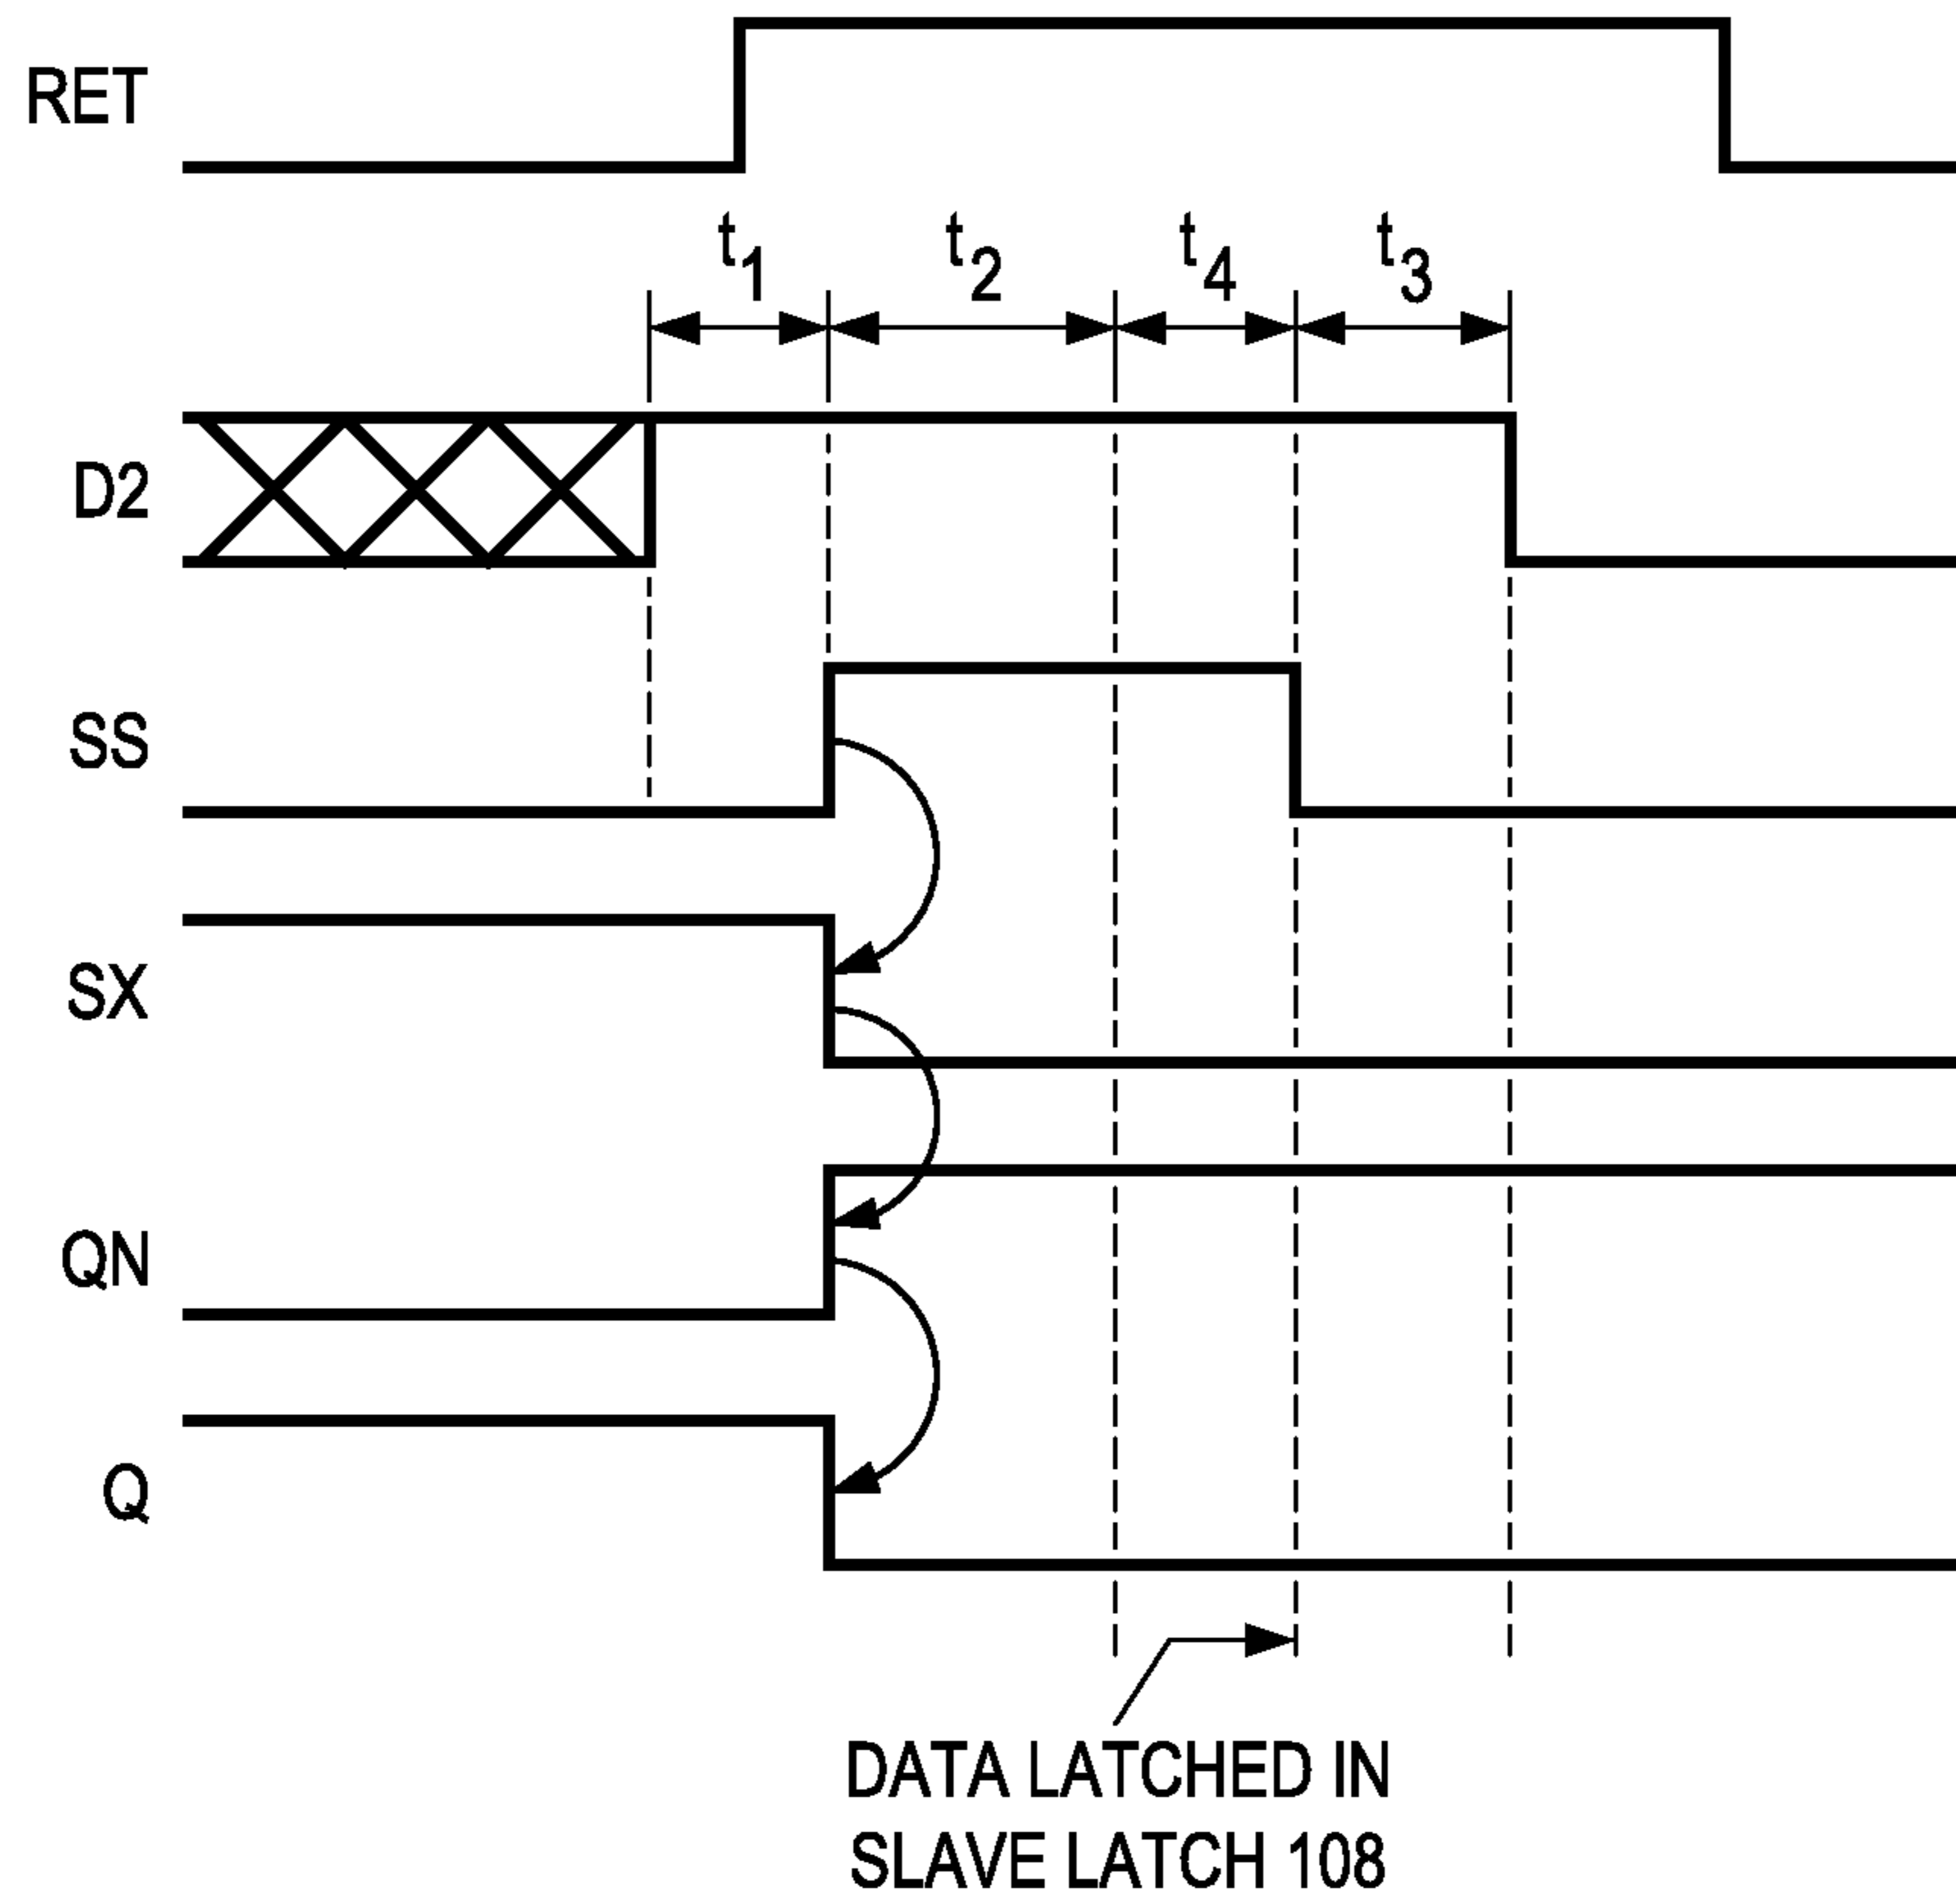 RET
t1 t2 t4 t3
D2
SS
SX
QN
Q
DATA LATCHED IN
SLAVE LATCH 108